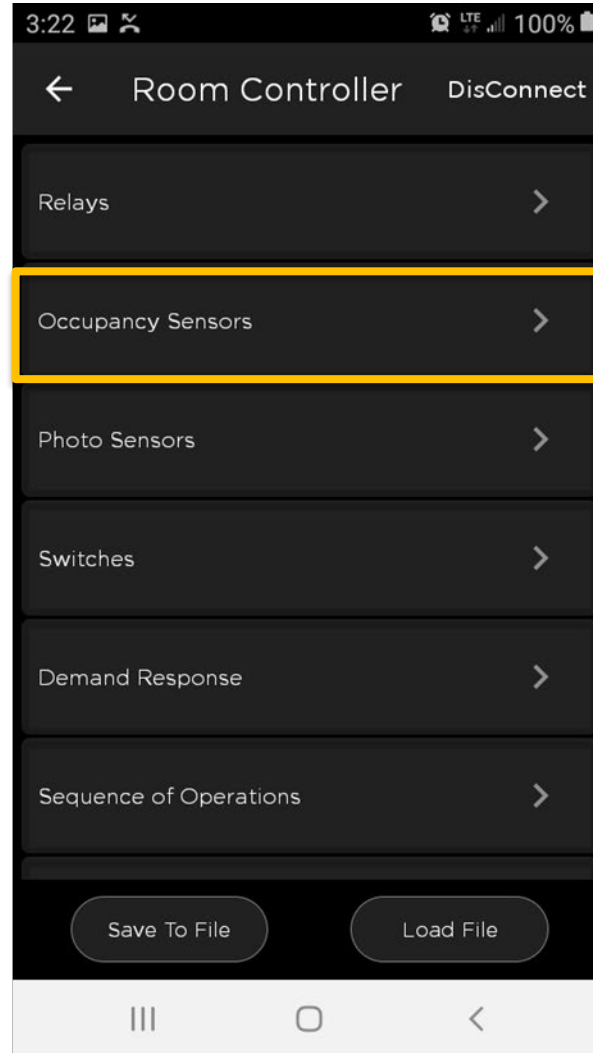 3:22 LTE 100%
Room Controller DisConnect
Relays
Occupancy Sensors
Photo Sensors
Switches
Demand Response
Sequence of Operations
Save To File Load File